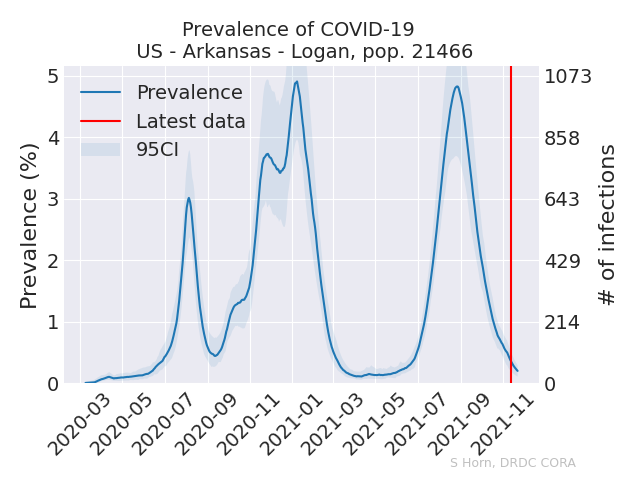 Prevalence of COVID-19
US - Arkansas - Logan, pop. 21466
Prevalence
Latest data
95CI
Prevalence (%)
5
4
3
2
1
0
1073
858
643
429
214
0
# of infections
2020-03
2020-05
2020-07
2020-09
2020-11
2021-01
2021-03
2021-05
2021-07
2021-09
2021-11
S Horn, DRDC CORA